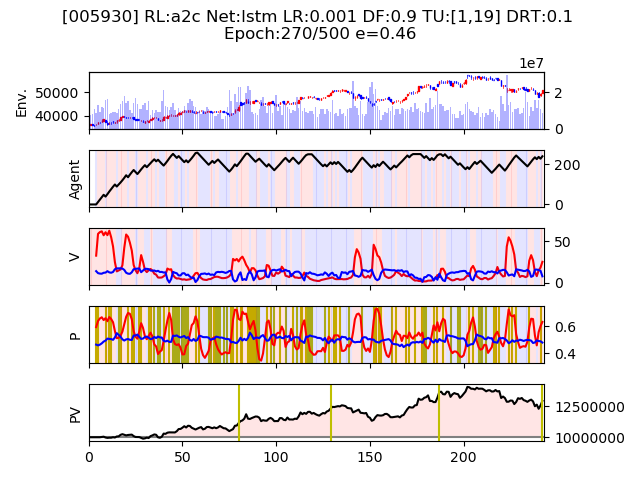 [005930] RL:a2c Net:lstm LR:0.001 DF:0.9 TU:[1,19] DRT:0.1
Epoch:270/500 e=0.46
1e7
Env.
50000
40000
2
0
Agent
200
0
V
50
0
P
0.6
0.4
PV
12500000
10000000
0 50 100 150 200